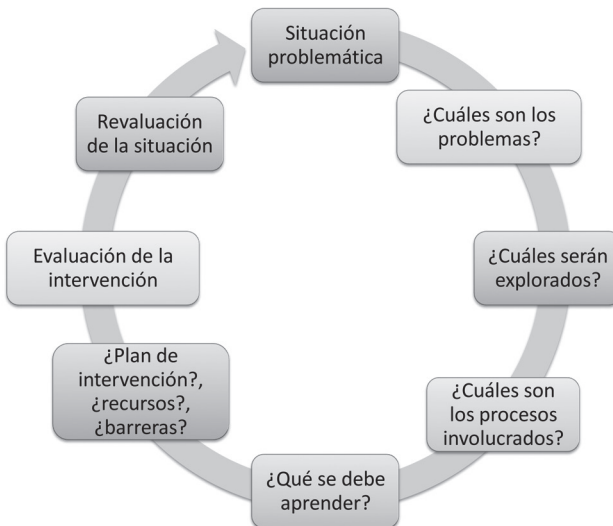 Situación
problemática
¿Cuáles son los
problemas?
¿Cuáles serán
explorados?
¿Cuáles son
los procesos
involucrados?
¿Qué se debe
aprender?
¿Plan de
intervención?,
¿recursos?,
¿barreras?
Evaluación de la
intervención
Revaluación
de la situación